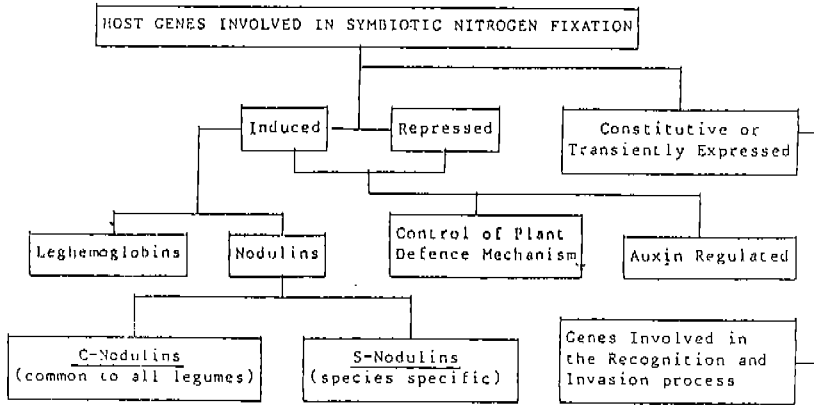 HOST GENES INVOLVED IN SYMBIOTIC NITROGEN FIXATION
Induced
Repressed
Constitutive or
Transiently Expressed
Leghemoglobins
Nodulins
Control of Plant
Defence Mechanism
Auxin Regulated
C-Nodulins
(common to all legumes)
S-Nodulins
(species specific)
Genes Involved in
the Recognition and
Invasion process